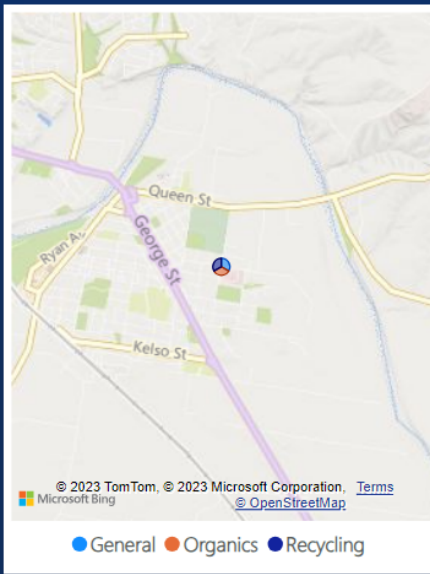 Queen St
George St
Ryan Av
Kelso St
© 2023 TomTom, © 2023 Microsoft Corporation, Terms
Microsoft Bing
© OpenStreetMap
General Organics Recycling